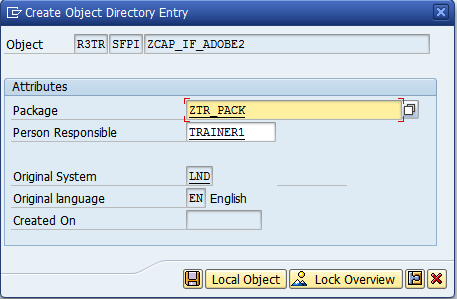 Create Object Directory Entry
Object R3TR SFPI ZCAP_IF_ADOBE2
Attributes
Package ZTR_PACK
Person Responsible TRAINER1
Original System LND
Original language EN English
Created On
Local Object Lock Overview